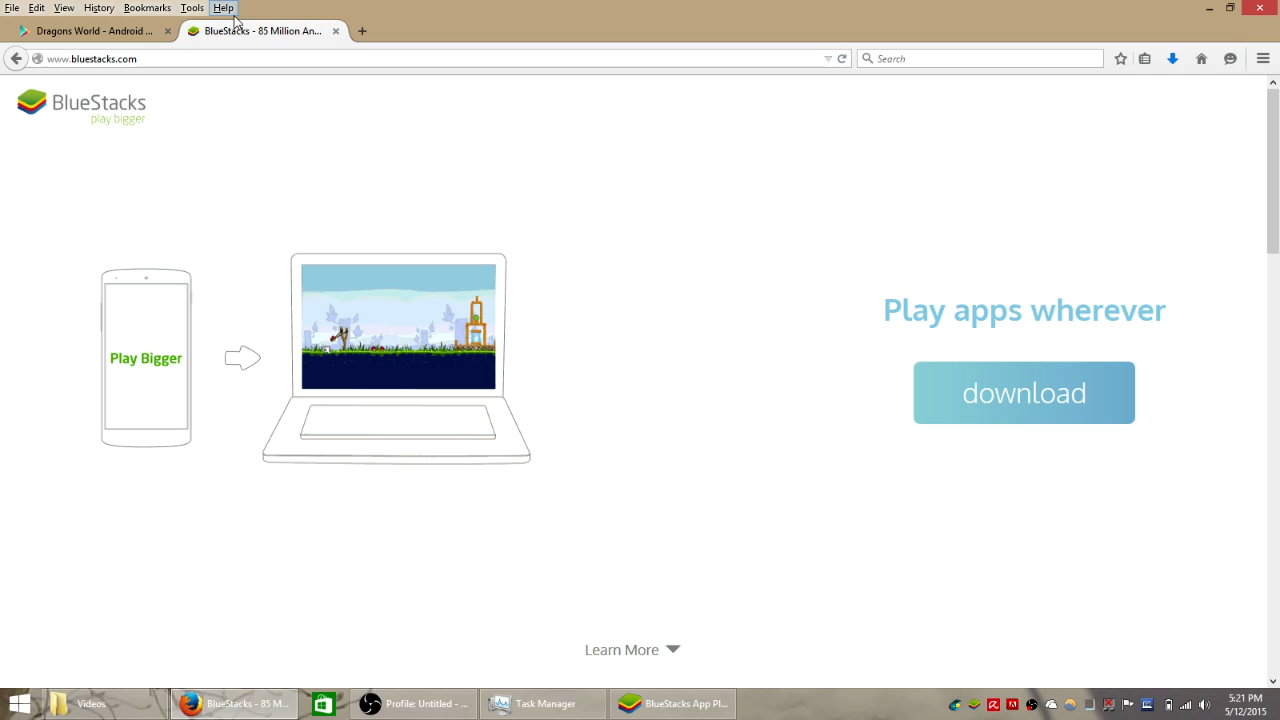 File Edit View History Bookmarks Tools Help
Dragons World - Android ...
BlueStacks - 85 Million An...
www.bluestacks.com
Search
BlueStacks
play bigger
Play Bigger
Play apps wherever
download
Learn More
Videos
BlueStacks - 85 M...
Profile: Untitled - ...
Task Manager
BlueStacks App Pl...
5:21 PM
5/12/2015